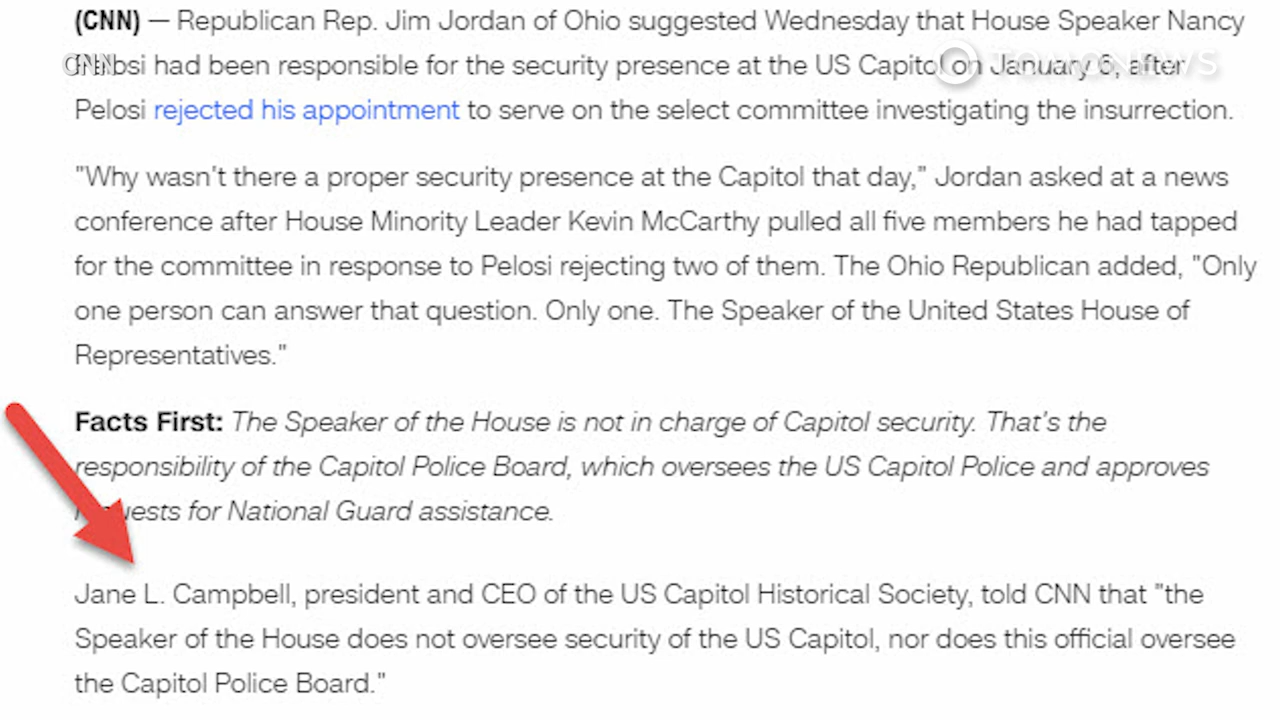 (CNN) — Republican Rep. Jim Jordan of Ohio suggested Wednesday that House Speaker Nancy
CNN
Pelosi had been responsible for the security presence at the US Capitol on January 6, after
TOMONEWS
Pelosi rejected his appointment to serve on the select committee investigating the insurrection.
"Why wasn't there a proper security presence at the Capitol that day," Jordan asked at a news
conference after House Minority Leader Kevin McCarthy pulled all five members he had tapped
for the committee in response to Pelosi rejecting two of them. The Ohio Republican added, "Only
one person can answer that question. Only one. The Speaker of the United States House of
Representatives."
Facts First: The Speaker of the House is not in charge of Capitol security. That's the
responsibility of the Capitol Police Board, which oversees the US Capitol Police and approves
requests for National Guard assistance.
Jane L. Campbell, president and CEO of the US Capitol Historical Society, told CNN that "the
Speaker of the House does not oversee security of the US Capitol, nor does this official oversee
the Capitol Police Board."